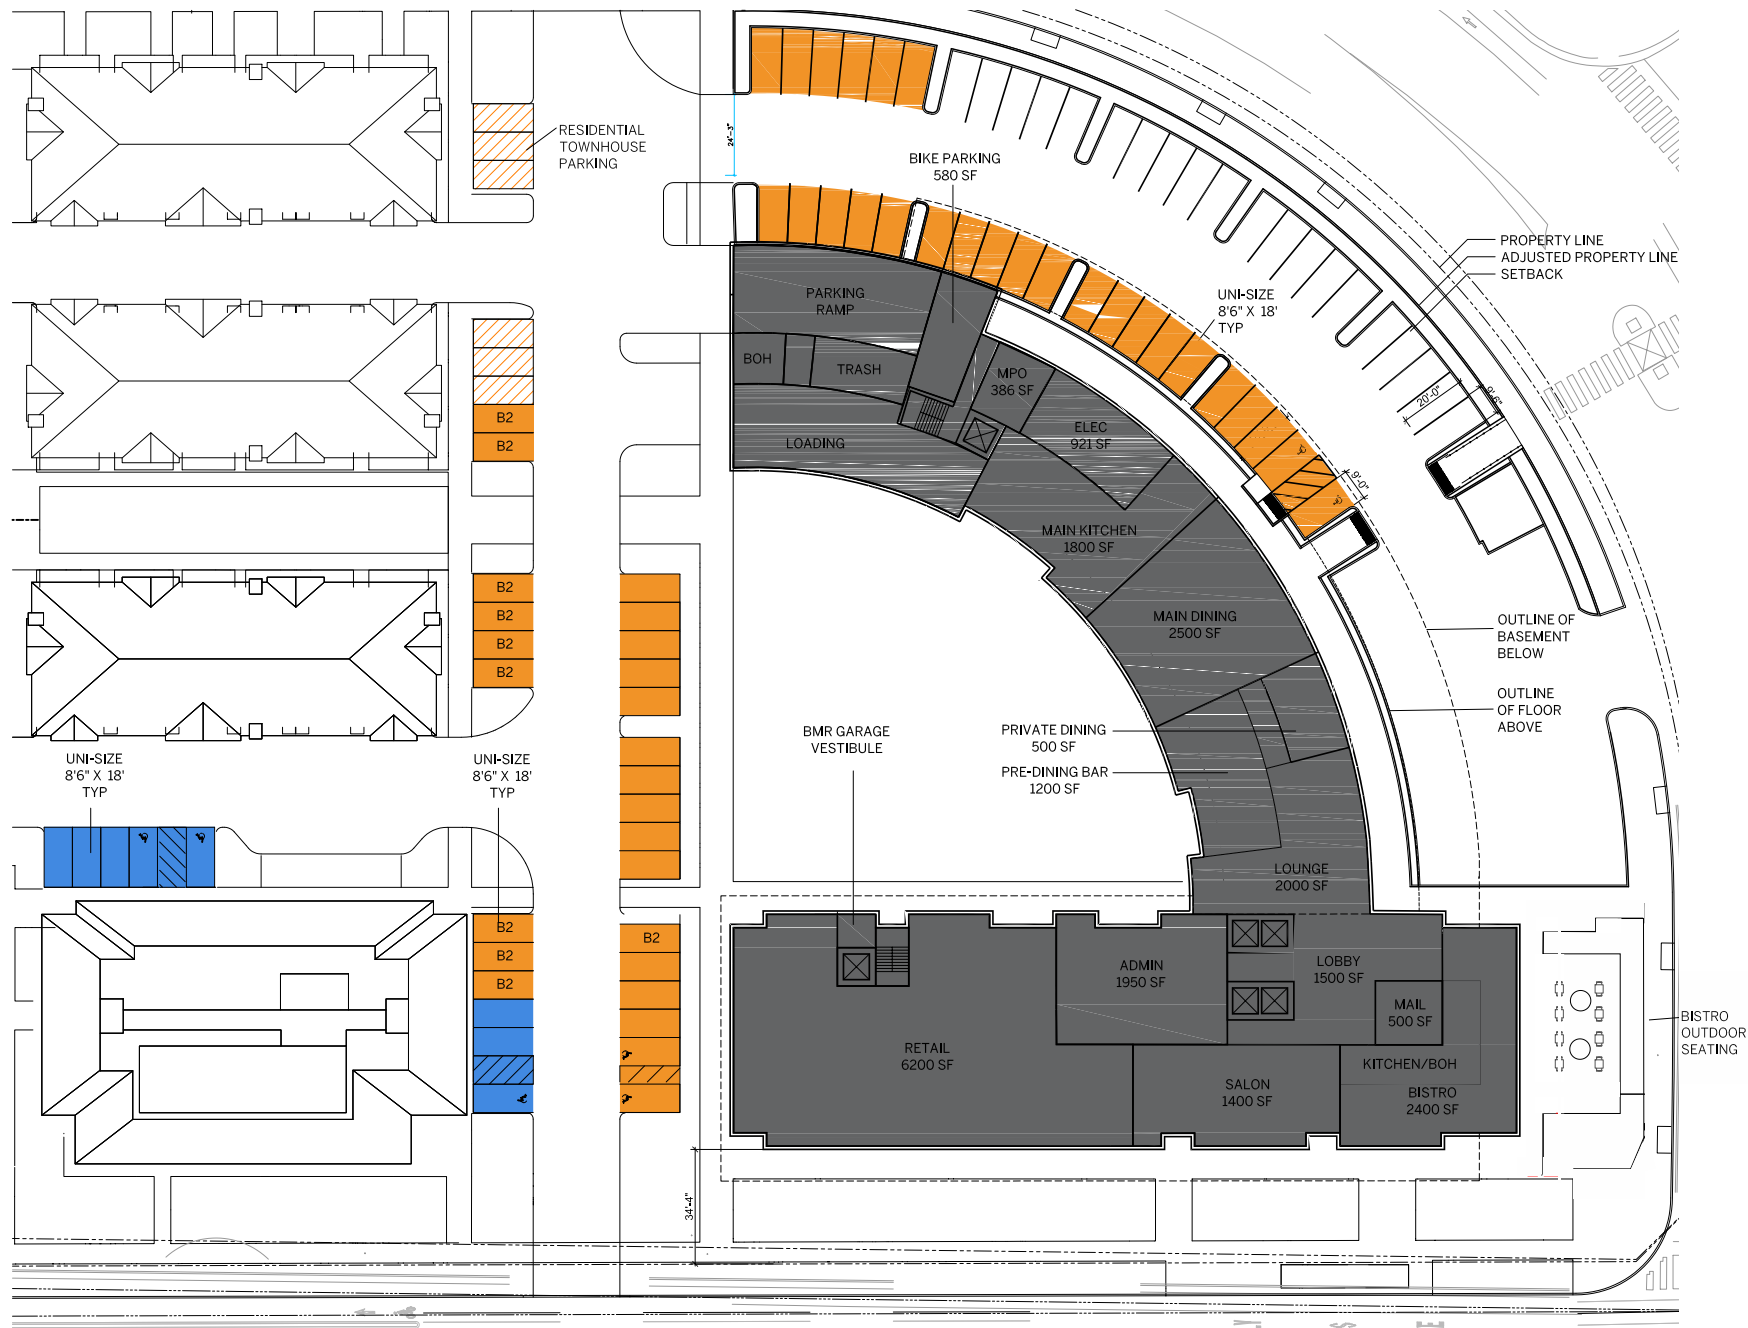 RESIDENTIAL
TOWNHOUSE
PARKING
24'-3"
BIKE PARKING
580 SF
PROPERTY LINE
ADJUSTED PROPERTY LINE
SETBACK
UNI-SIZE
8'6" X 18'
TYP
PARKING
RAMP
BOH
TRASH
MPO
386 SF
LOADING
ELEC
921 SF
20'-0"
9'-6"
9'-0"
B2
B2
MAIN KITCHEN
1800 SF
B2
B2
B2
B2
MAIN DINING
2500 SF
OUTLINE OF
BASEMENT
BELOW
OUTLINE
OF FLOOR
ABOVE
BMR GARAGE
VESTIBULE
PRIVATE DINING
500 SF
PRE-DINING BAR
1200 SF
UNI-SIZE
8'6" X 18'
TYP
UNI-SIZE
8'6" X 18'
TYP
LOUNGE
2000 SF
B2
B2
B2
B2
ADMIN
1950 SF
LOBBY
1500 SF
MAIL
500 SF
RETAIL
6200 SF
KITCHEN/BOH
SALON
1400 SF
BISTRO
2400 SF
BISTRO
OUTDOOR
SEATING
34'-4"
Y
S
E